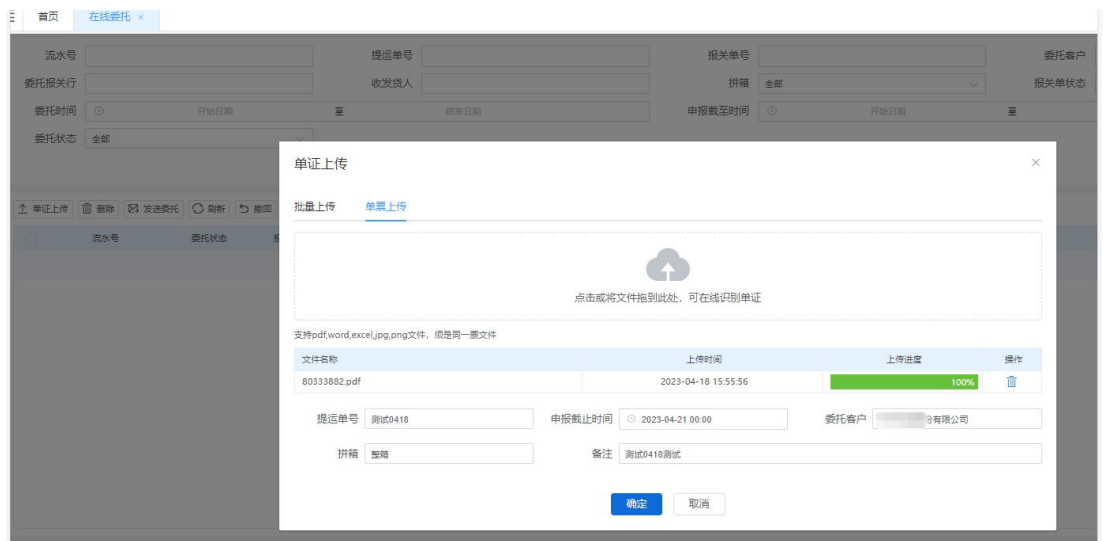 首页 在线委托 ×
流水号 提运单号 报关单号 委托客户
委托报关行 收发货人 拼箱 全部 报关单状态
委托时间 开始日期 至 结束日期 申报截至时间 开始日期 至
委托状态 全部
单证上传 ×
单证上传 删除 发送委托 刷新 撤回
批量上传 单票上传
流水号 委托状态
点击或将文件拖到此处，可在线识别单证
支持pdf,word,excel,jpg,png文件，须是同一票文件
文件名称 上传时间 上传进度 操作
80333882.pdf 2023-04-18 15:55:56 100%
提运单号 测试0418 申报截止时间 2023-04-21 00:00 委托客户 有限公司
拼箱 整箱 备注 测试0418测试
确定 取消